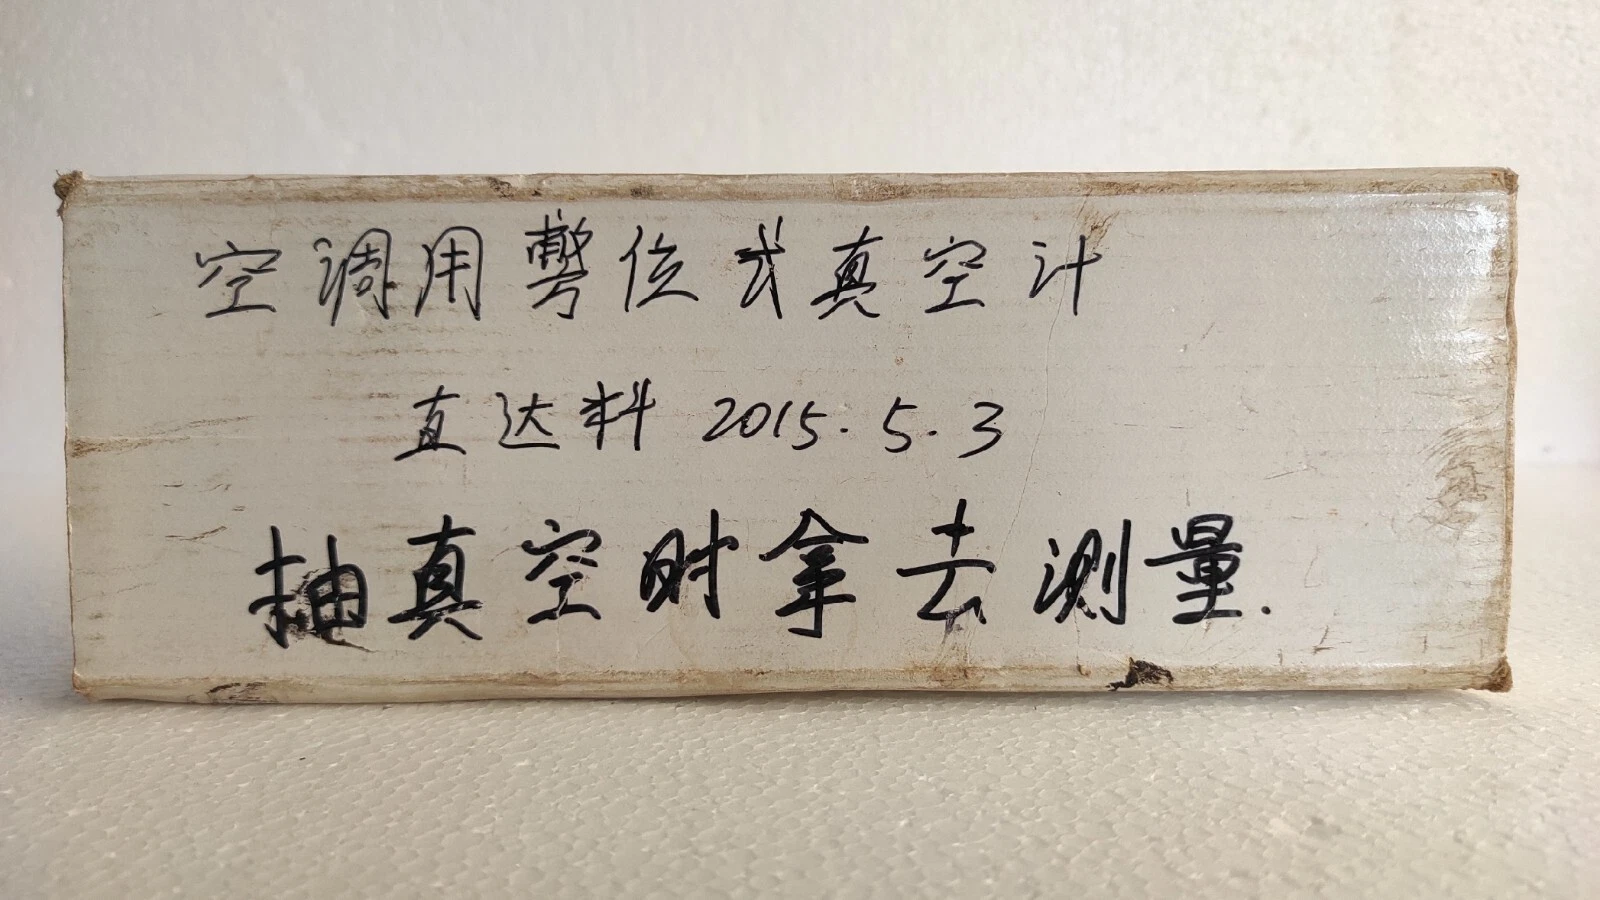 空调用 位式真空计
直达料 2015.5.3
抽真空时拿去测量.